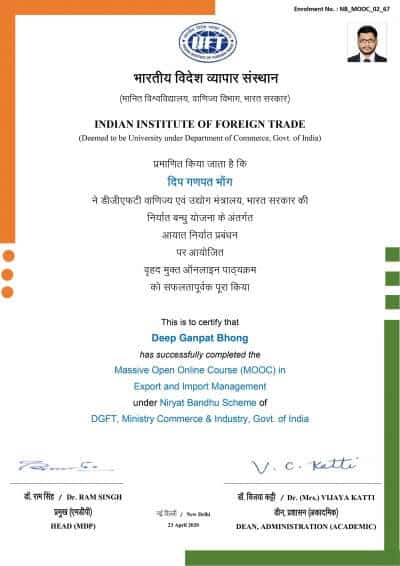 Enrolment No. : NB_MOOC_02_67
IIFT
भारतीय विदेश व्यापार संस्थान
(मानित विश्वविद्यालय, वाणिज्य विभाग, भारत सरकार)
INDIAN INSTITUTE OF FOREIGN TRADE
(Deemed to be University under Department of Commerce, Govt. of India)
प्रमाणित किया जाता है कि
दिप गणपत भोंग
ने डीजीएफटी वाणिज्य एवं उद्योग मंत्रालय, भारत सरकार की
निर्यात बन्धु योजना के अंतर्गत
आयात निर्यात प्रबंधन
पर आयोजित
वृहद मुक्त ऑनलाइन पाठ्यक्रम
को सफलतापूर्वक पूरा किया
This is to certify that
Deep Ganpat Bhong
has successfully completed the
Massive Open Online Course (MOOC) in
Export and Import Management
under Niryat Bandhu Scheme of
DGFT, Ministry Commerce & Industry, Govt. of India
V. C. Katti
डॉ. राम सिंह / Dr. RAM SINGH
प्रमुख (एमडीपी)
HEAD (MDP)
नई दिल्ली / New Delhi
23 April 2020
डॉ. विजया कट्टी / Dr. (Mrs.) VIJAYA KATTI
डीन, प्रशासन (अकादमिक)
DEAN, ADMINISTRATION (ACADEMIC)